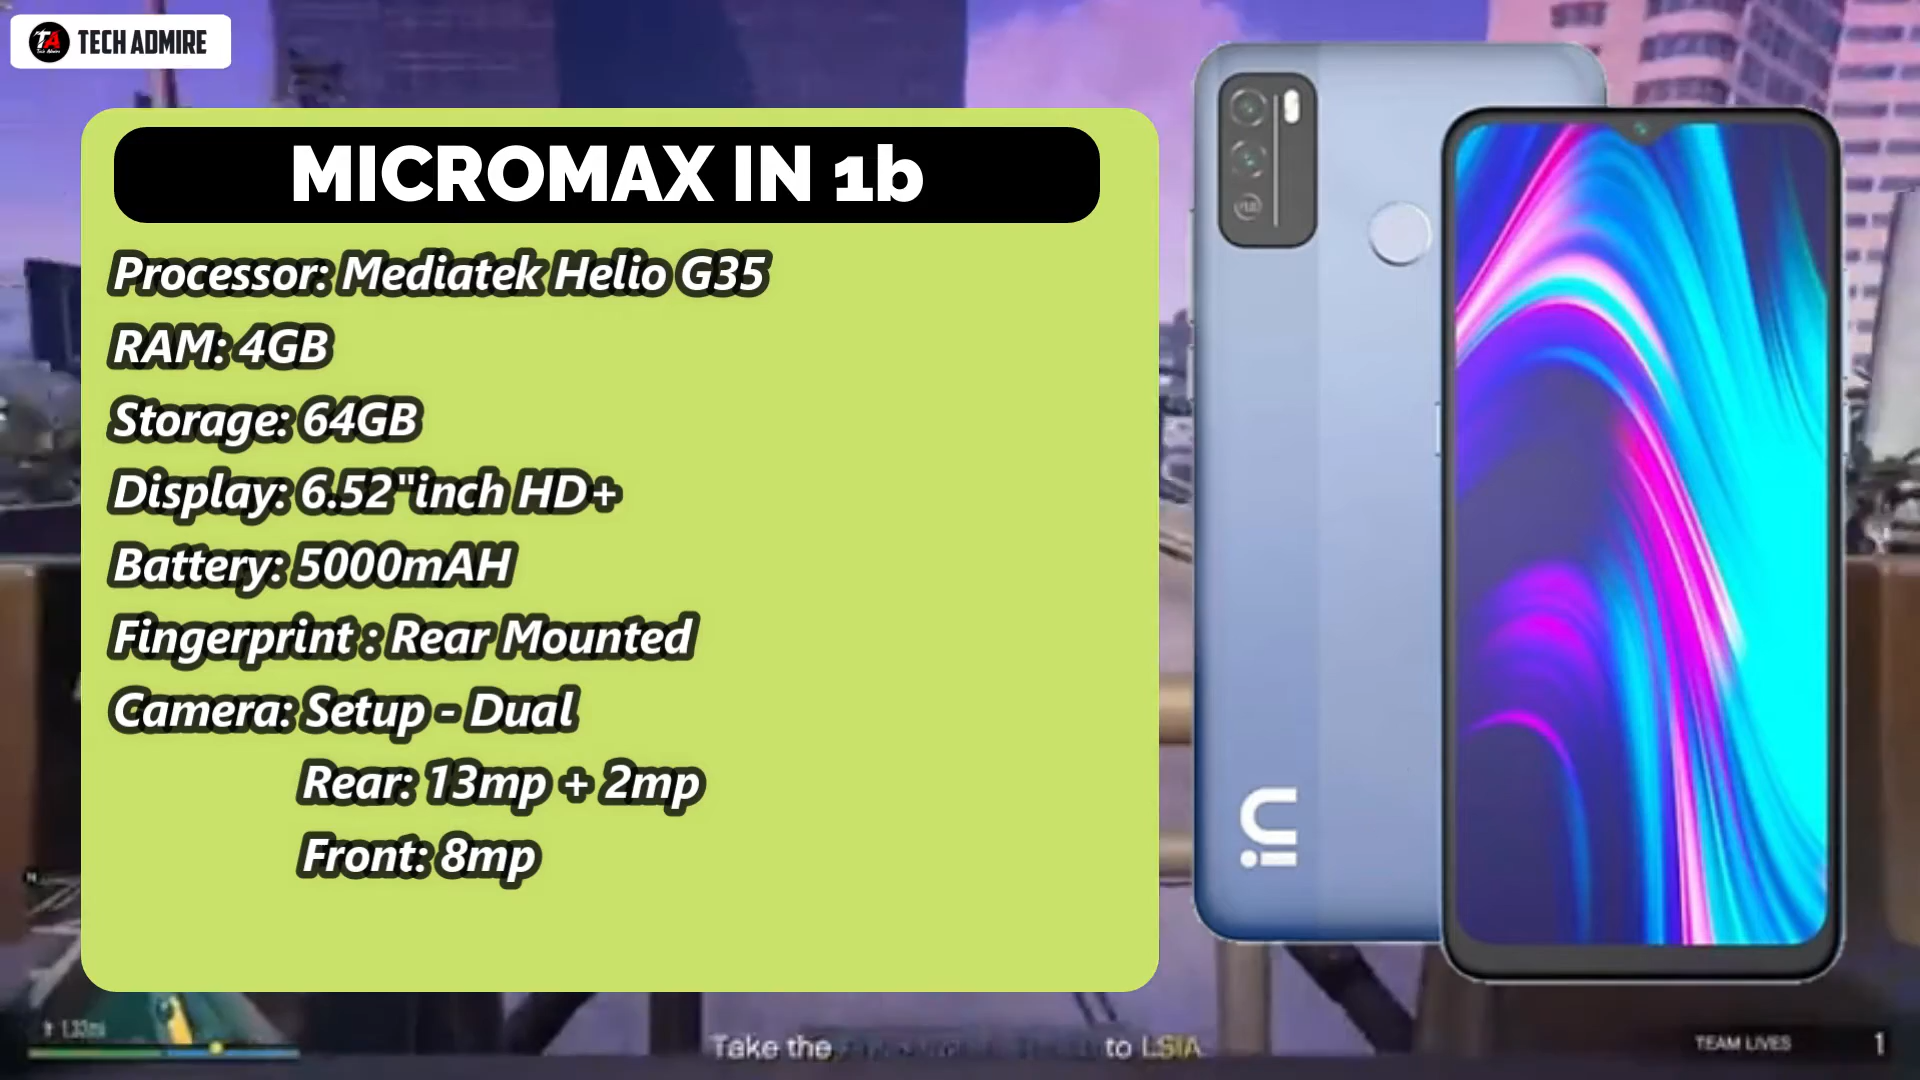 TA TECH ADMIRE
MICROMAX IN 1b
Processor: Mediatek Helio G35
RAM: 4GB
Storage: 64GB
Display: 6.52"inch HD+
Battery: 5000mAH
Fingerprint : Rear Mounted
Camera: Setup - Dual
Rear: 13mp + 2mp
Front: 8mp
in
N
Take the to LSIA
TEAM LIVES 1